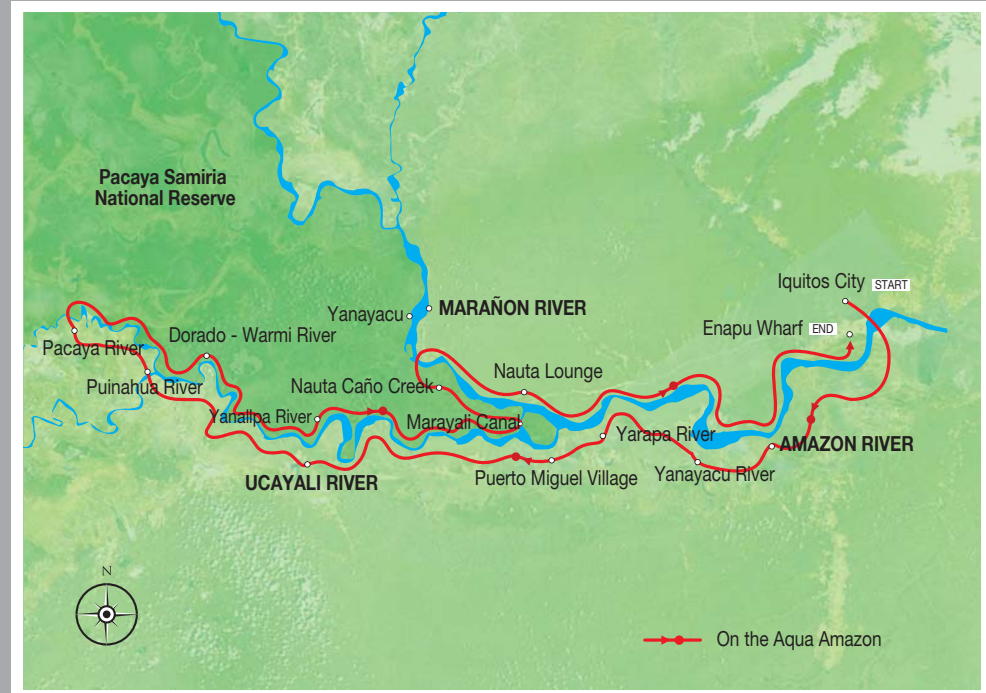 Pacaya Samiria
National Reserve
Iquitos City START
Enapu Wharf END
Yanayacu
MARAÑON RIVER
Dorado - Warmi River
Pacaya River
Puinahua River
Nauta Caño Creek
Nauta Lounge
Yanallpa River
Marayali Canal
Yarapa River
AMAZON RIVER
UCAYALI RIVER
Puerto Miguel Village
Yanayacu River
N
On the Aqua Amazon